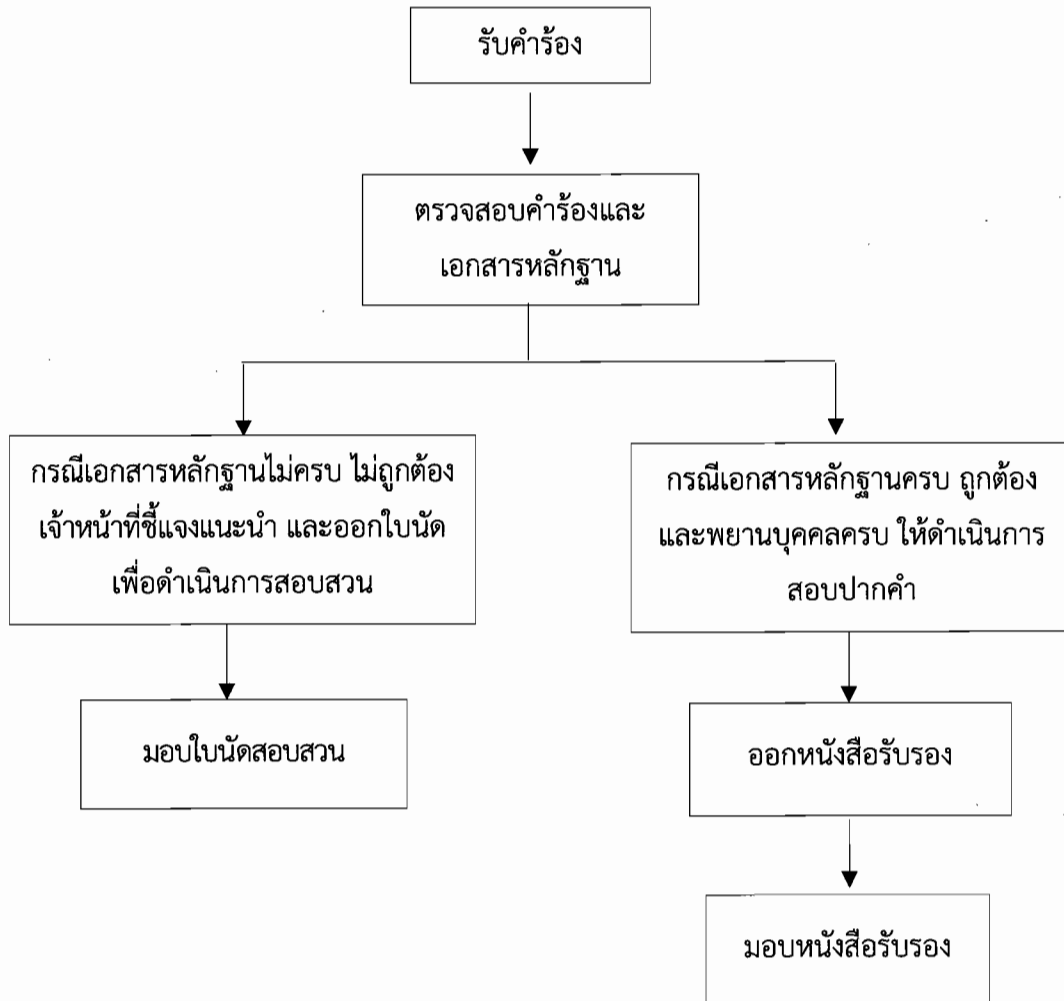 รับคำร้อง
ตรวจสอบคำร้องและ
เอกสารหลักฐาน
กรณีเอกสารหลักฐานไม่ครบ ไม่ถูกต้อง
เจ้าหน้าที่ชี้แจงแนะนำ และออกใบนัด
เพื่อดำเนินการสอบสวน
กรณีเอกสารหลักฐานครบ ถูกต้อง
และพยานบุคคลครบ ให้ดำเนินการ
สอบปากคำ
มอบใบนัดสอบสวน
ออกหนังสือรับรอง
มอบหนังสือรับรอง